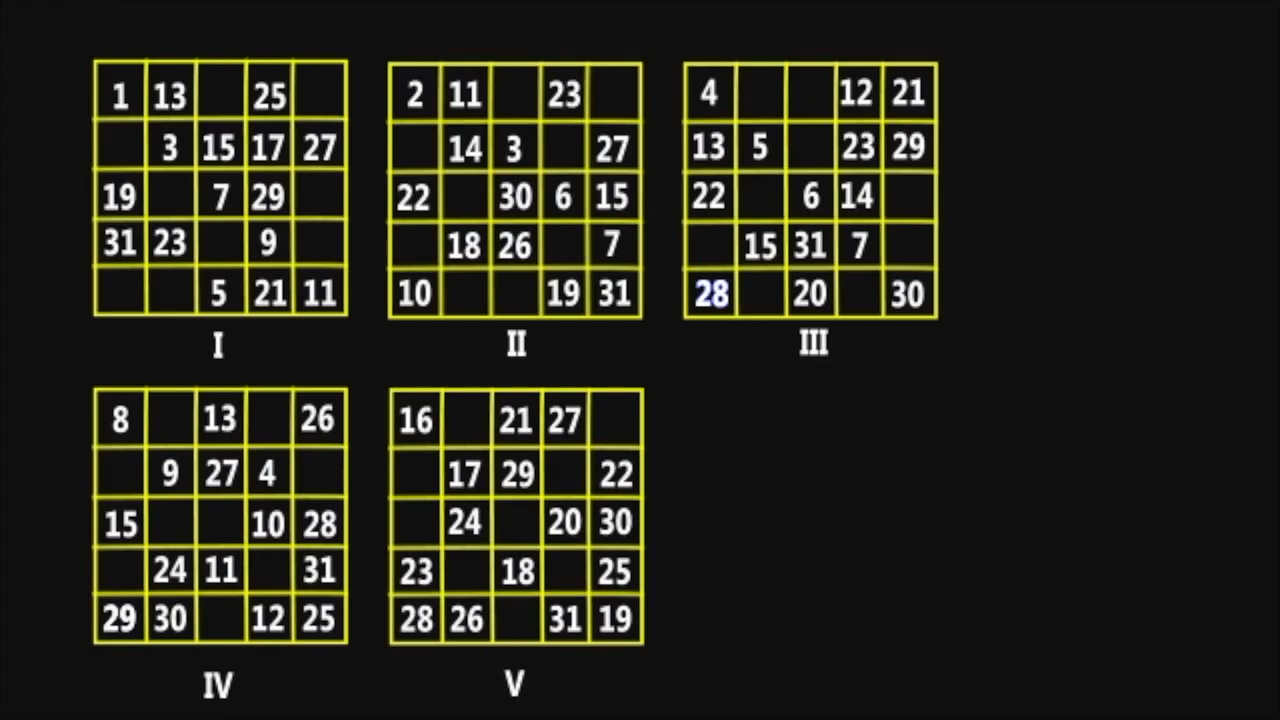 1 13 25
3 15 17 27
19 7 29
31 23 9
5 21 11
I
2 11 23
14 3 27
22 30 6 15
18 26 7
10 19 31
II
4 12 21
13 5 23 29
22 6 14
15 31 7
28 20 30
III
8 13 26
9 27 4
15 10 28
24 11 31
29 30 12 25
IV
16 21 27
17 29 22
24 20 30
23 18 25
28 26 31 19
V